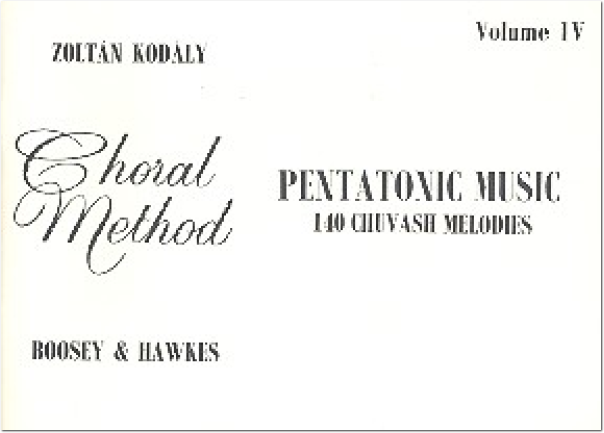 Volume IV
ZOLTÁN KODÁLY
Choral
Method
PENTATONIC MUSIC
140 CHUVASH MELODIES
BOOSEY & HAWKES